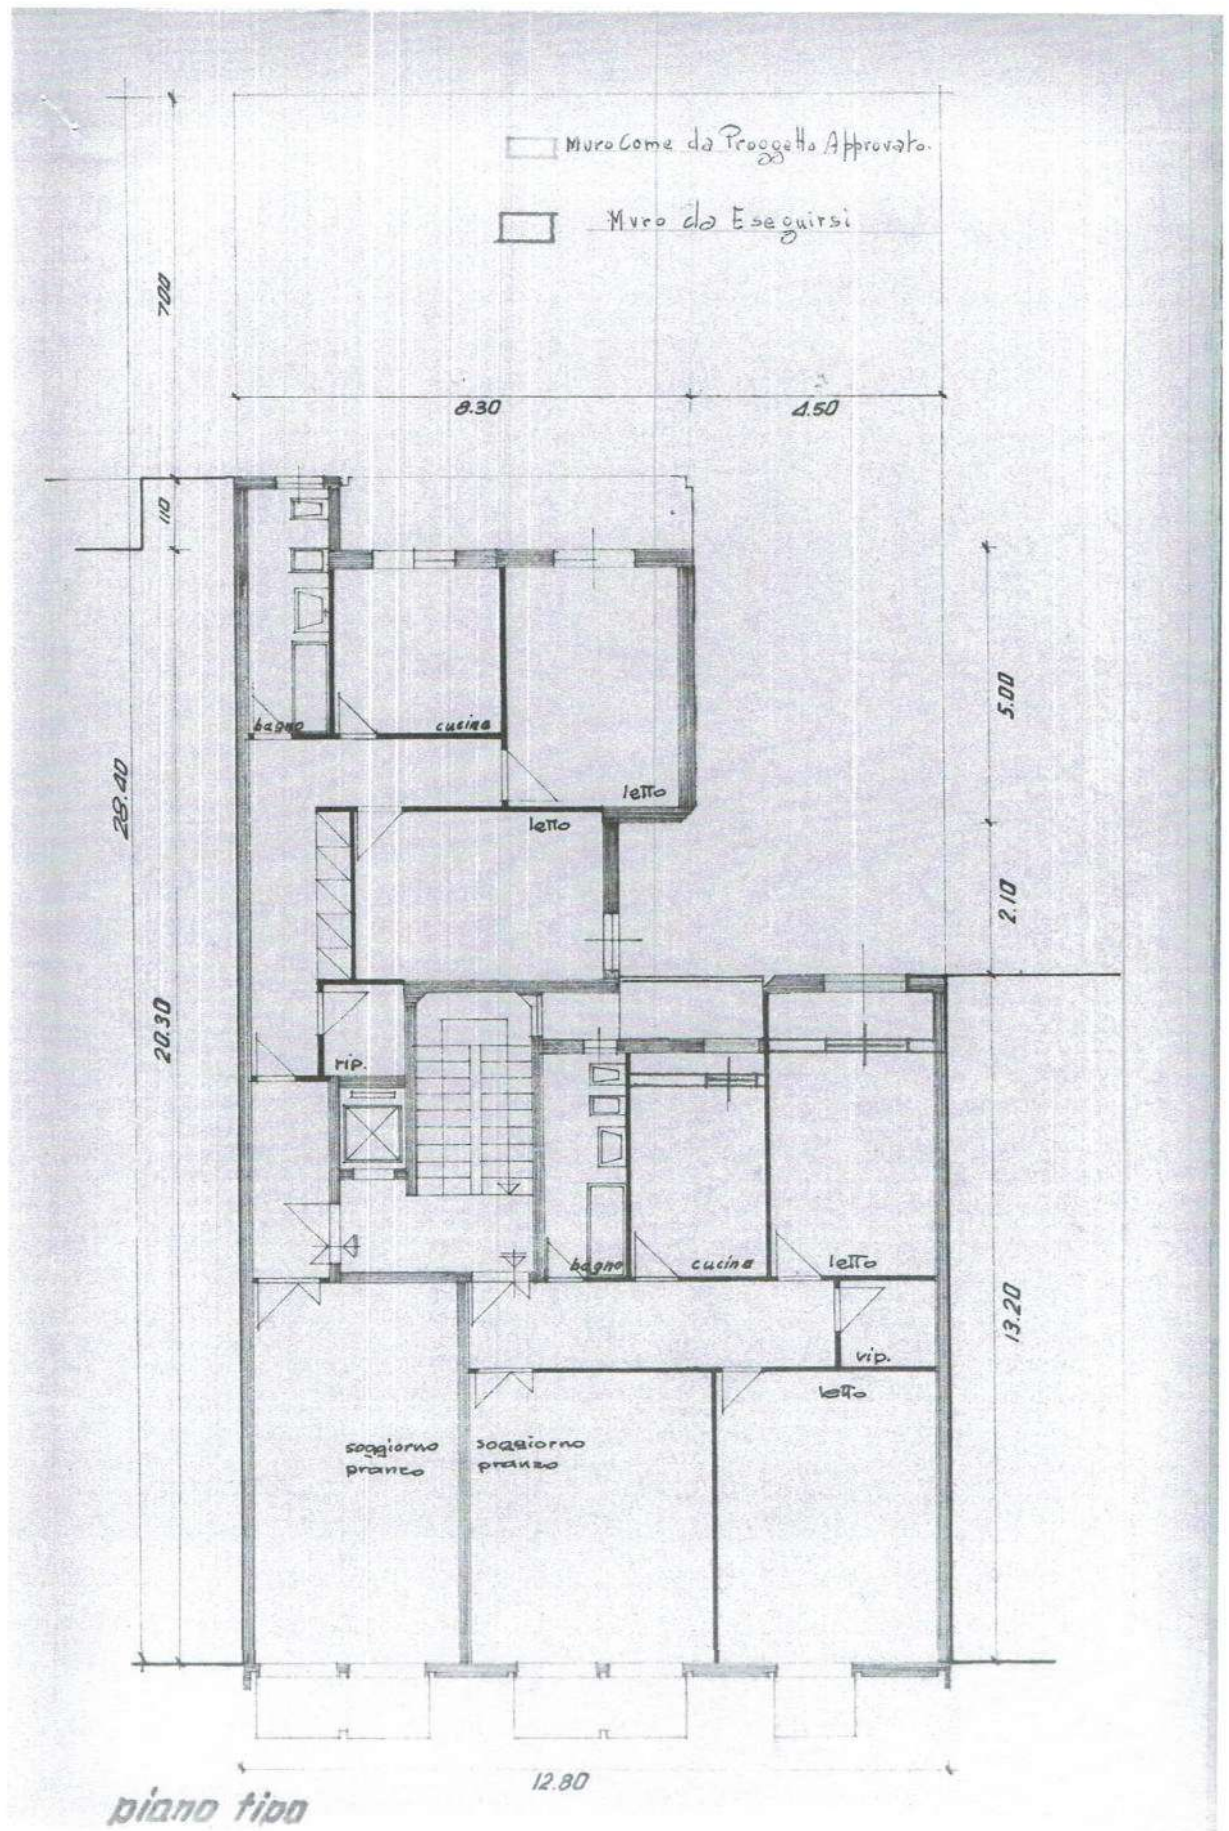 Muro Come da Proggetto Approvato.
Muro da Eseguirsi
700
8.30
4.50
110
5.00
bagno
cucina
letto
28.40
letto
2.10
20.30
rip.
bagno
cucina
letto
13.20
vip.
letto
soggiorno
pranzo
soggiorno
pranzo
12.80
piano tipo